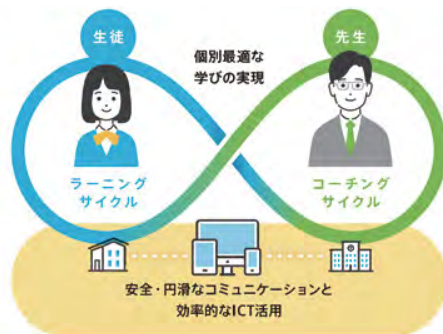 生徒
先生
個別最適な
学びの実現
ラーニング
サイクル
コーチング
サイクル
安全・円滑なコミュニケーションと
効率的なICT活用